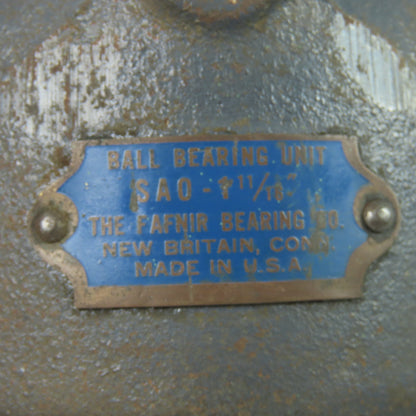 BALL BEARING UNIT
SAO - 1 11/16"
THE FAFNIR BEARING CO.
NEW BRITAIN, CONN.
MADE IN U.S.A.